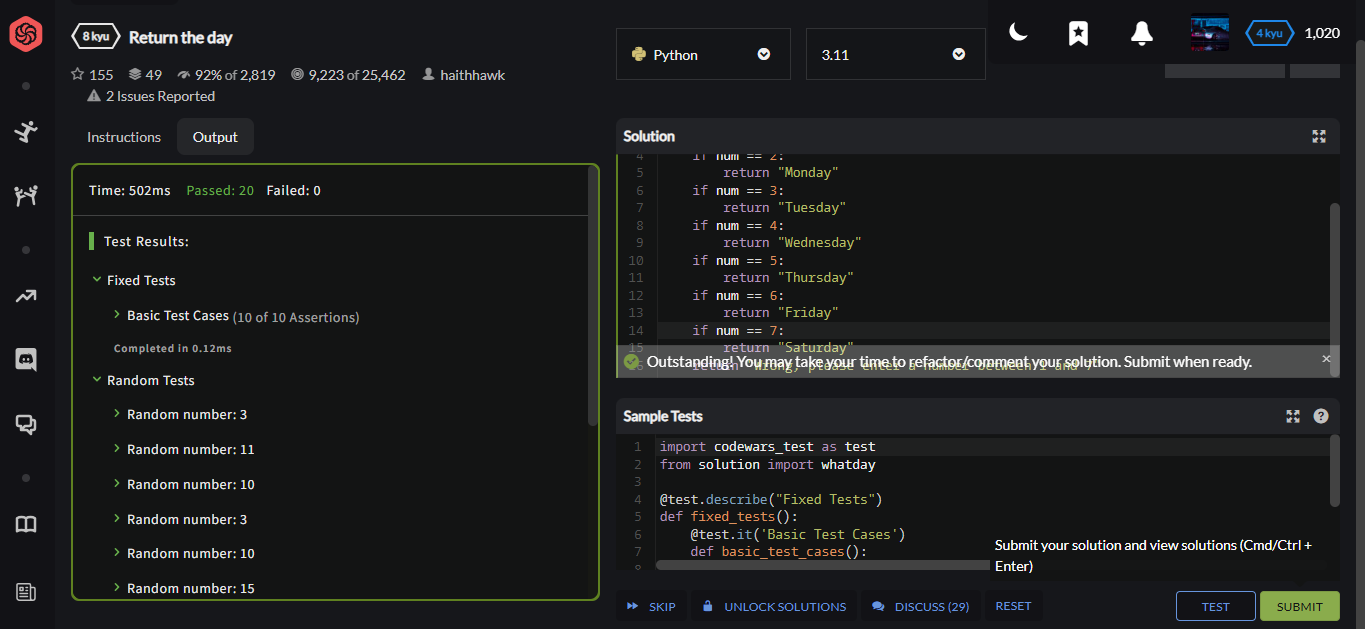 8 kyu Return the day
155 49 92% of 2,819 9,223 of 25,462 haithhawk
2 Issues Reported
Python
3.11
4 kyu 1,020
Instructions Output
Time: 502ms Passed: 20 Failed: 0
Test Results:
Fixed Tests
Basic Test Cases (10 of 10 Assertions)
Completed in 0.12ms
Random Tests
Random number: 3
Random number: 11
Random number: 10
Random number: 3
Random number: 10
Random number: 15
Solution
4 if num == 2:
5 return "Monday"
6 if num == 3:
7 return "Tuesday"
8 if num == 4:
9 return "Wednesday"
10 if num == 5:
11 return "Thursday"
12 if num == 6:
13 return "Friday"
14 if num == 7:
15 return "Saturday"
16 return "Wrong, please enter a number between 1 and 7"
Outstanding! You may take your time to refactor/comment your solution. Submit when ready.
Sample Tests
1 import codewars_test as test
2 from solution import whatday
3
4 @test.describe("Fixed Tests")
5 def fixed_tests():
6 @test.it('Basic Test Cases')
7 def basic_test_cases():
8
Submit your solution and view solutions (Cmd/Ctrl +
Enter)
SKIP UNLOCK SOLUTIONS DISCUSS (29) RESET TEST SUBMIT